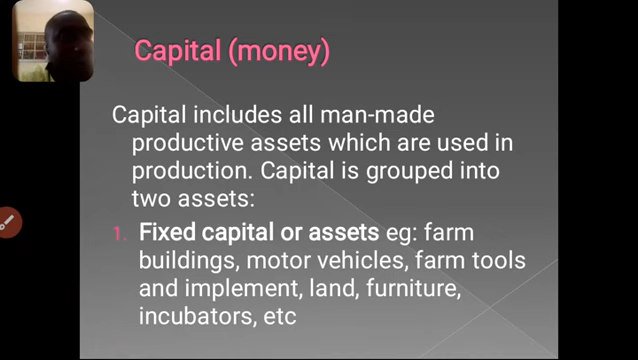 Capital (money)
Capital includes all man-made
productive assets which are used in
production. Capital is grouped into
two assets:
1. Fixed capital or assets eg: farm
buildings, motor vehicles, farm tools
and implement, land, furniture,
incubators, etc